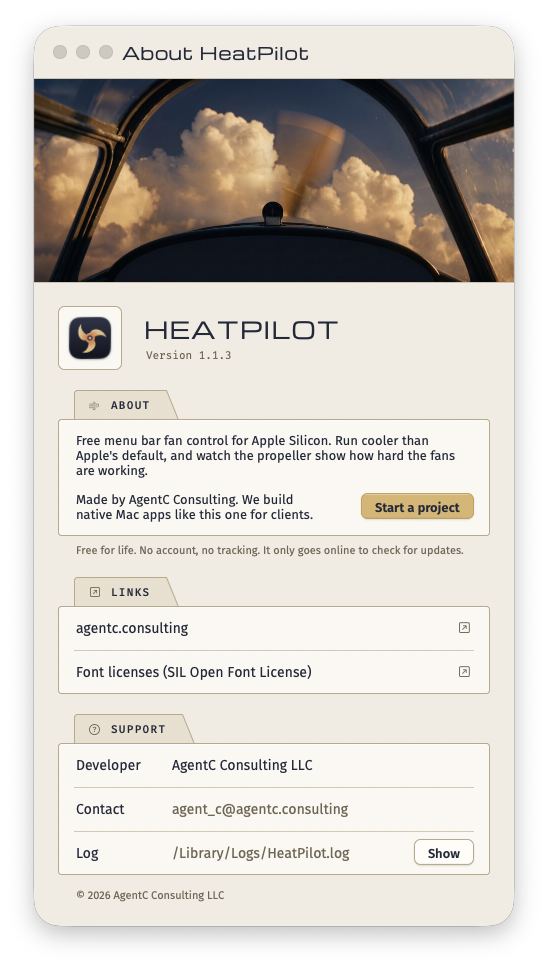 About HeatPilot
HEATPILOT
Version 1.1.3
ABOUT
Free menu bar fan control for Apple Silicon. Run cooler than
Apple's default, and watch the propeller show how hard the fans
are working.
Made by AgentC Consulting. We build
native Mac apps like this one for clients.
Start a project
Free for life. No account, no tracking. It only goes online to check for updates.
LINKS
agentc.consulting
Font licenses (SIL Open Font License)
SUPPORT
Developer AgentC Consulting LLC
Contact agent_c@agentc.consulting
Log /Library/Logs/HeatPilot.log Show
© 2026 AgentC Consulting LLC